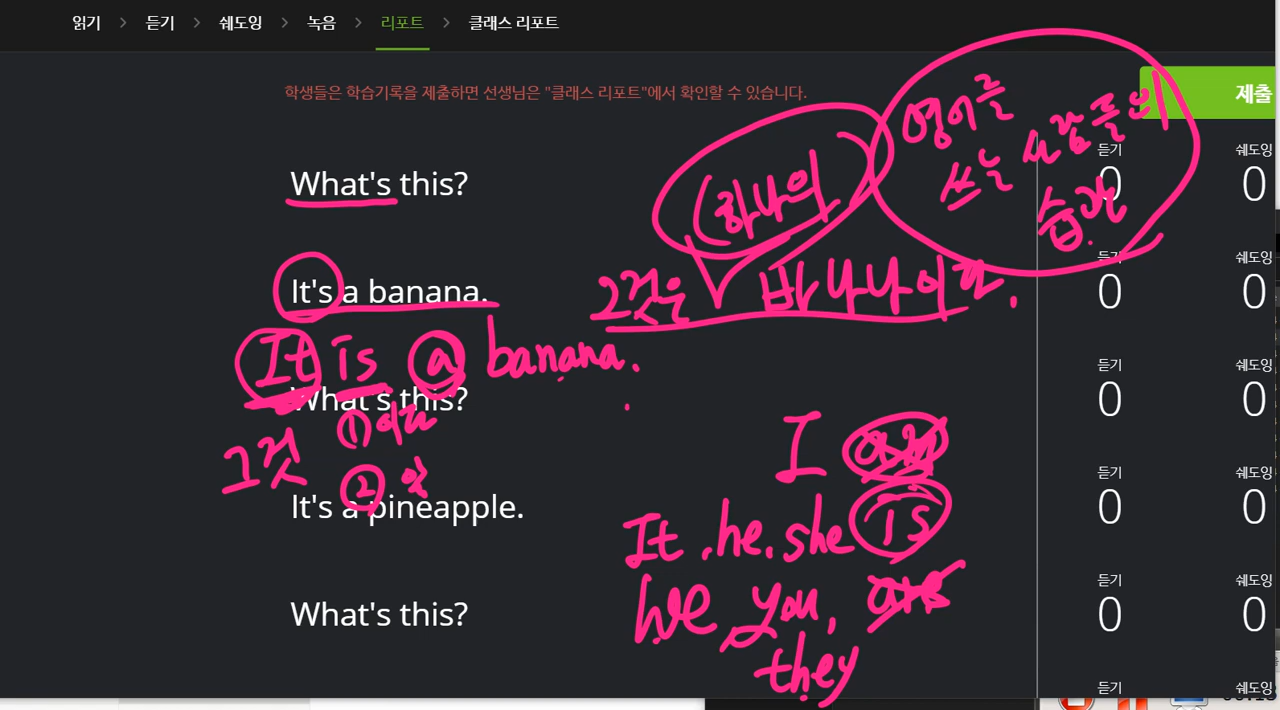 읽기 > 듣기 > 쉐도잉 > 녹음 > 리포트 > 클래스 리포트
학생들은 학습기록을 제출하면 선생님은 "클래스 리포트"에서 확인할 수 있습니다.
제출
영어를
쓰는 사람들의
습관.
(하나의
What's this?
듣기 쉐도잉
0 0
It's a banana.
그것은 바나나이다.
듣기 쉐도잉
0 0
It is a banana.
What's this?
듣기 쉐도잉
0 0
그것
① 이다
②
I am
It's a pineapple.
듣기 쉐도잉
0 0
It, he, she is
What's this?
듣기 쉐도잉
0 0
we, you, are
they
듣기 쉐도잉